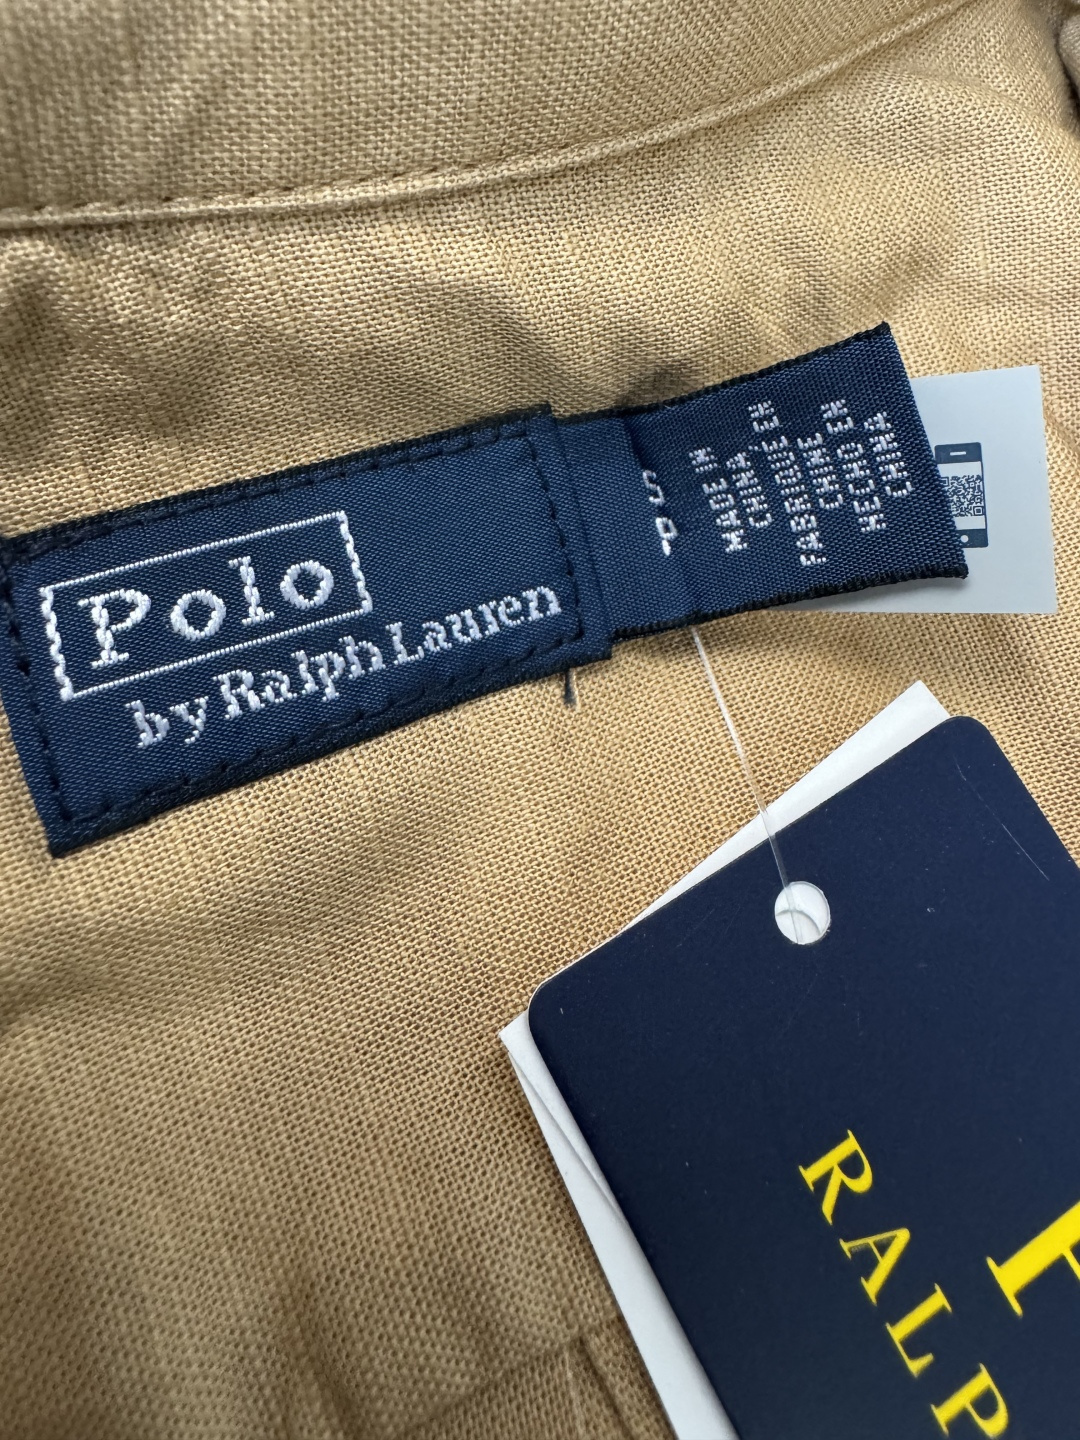 Polo
by Ralph Lauren
S
P
MADE IN
CHINA
FABRIQUE EN
CHINE
HECHO EN
CHINA
P
RALP